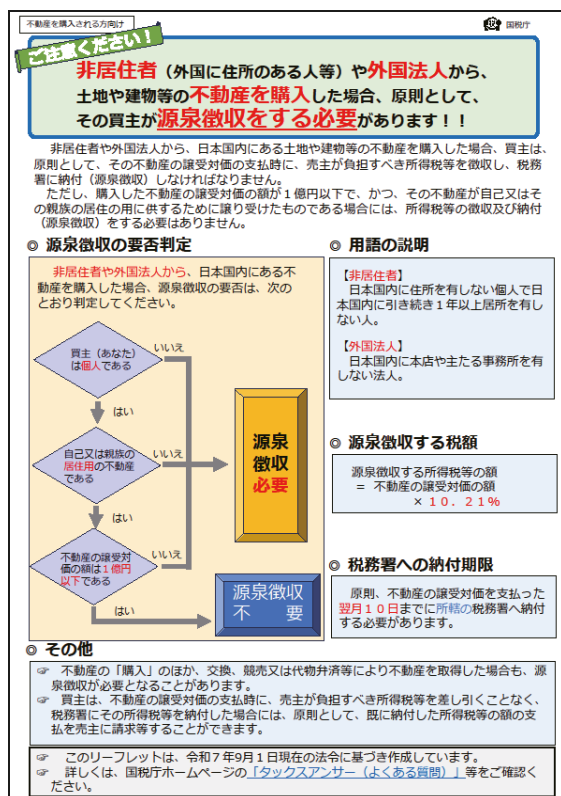 不動産を購入される方向け
国税庁
ご注意ください！
非居住者（外国に住所のある人等）や外国法人から、
土地や建物等の不動産を購入した場合、原則として、
その買主が源泉徴収をする必要があります！！
非居住者や外国法人から、日本国内にある土地や建物等の不動産を購入した場合、買主は、
原則として、その不動産の譲受対価の支払時に、売主が負担すべき所得税等を徴収し、税務
署に納付（源泉徴収）しなければなりません。
ただし、購入した不動産の譲受対価の額が１億円以下で、かつ、その不動産が自己又はそ
の親族の居住の用に供するために譲り受けたものである場合には、所得税等の徴収及び納付
（源泉徴収）をする必要はありません。
◎ 源泉徴収の要否判定
非居住者や外国法人から、日本国内にある不
動産を購入した場合、源泉徴収の要否は、次の
とおり判定してください。
買主（あなた）
は個人である
いいえ
はい
自己又は親族の
居住用の不動産
である
いいえ
はい
不動産の譲受対
価の額は１億円
以下である
いいえ
はい
源泉
徴収
必要
源泉徴収
不　要
◎ 用語の説明
【非居住者】
日本国内に住所を有しない個人で日
本国内に引き続き１年以上居所を有し
ない人。
【外国法人】
日本国内に本店や主たる事務所を有
しない法人。
◎ 源泉徴収する税額
源泉徴収する所得税等の額
＝ 不動産の譲受対価の額
× １０．２１％
◎ 税務署への納付期限
原則、不動産の譲受対価を支払った
翌月１０日までに所轄の税務署へ納付
する必要があります。
◎ その他
☞ 不動産の「購入」のほか、交換、競売又は代物弁済等により不動産を取得した場合も、源
泉徴収が必要となることがあります。
☞ 買主は、不動産の譲受対価の支払時に、売主が負担すべき所得税等を差し引くことなく、
税務署にその所得税等を納付した場合には、原則として、既に納付した所得税等の額の支
払を売主に請求等することができます。
☞ このリーフレットは、令和７年９月１日現在の法令に基づき作成しています。
☞ 詳しくは、国税庁ホームページの「タックスアンサー（よくある質問）」等をご確認く
ださい。